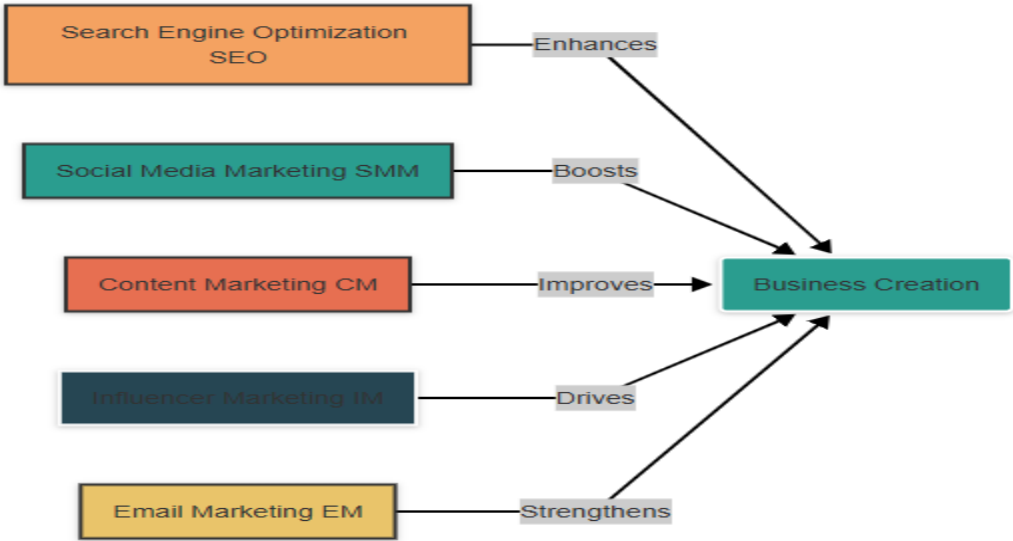 Search Engine Optimization
SEO
Enhances
Social Media Marketing SMM
Boosts
Content Marketing CM
Improves
Business Creation
Influencer Marketing IM
Drives
Email Marketing EM
Strengthens